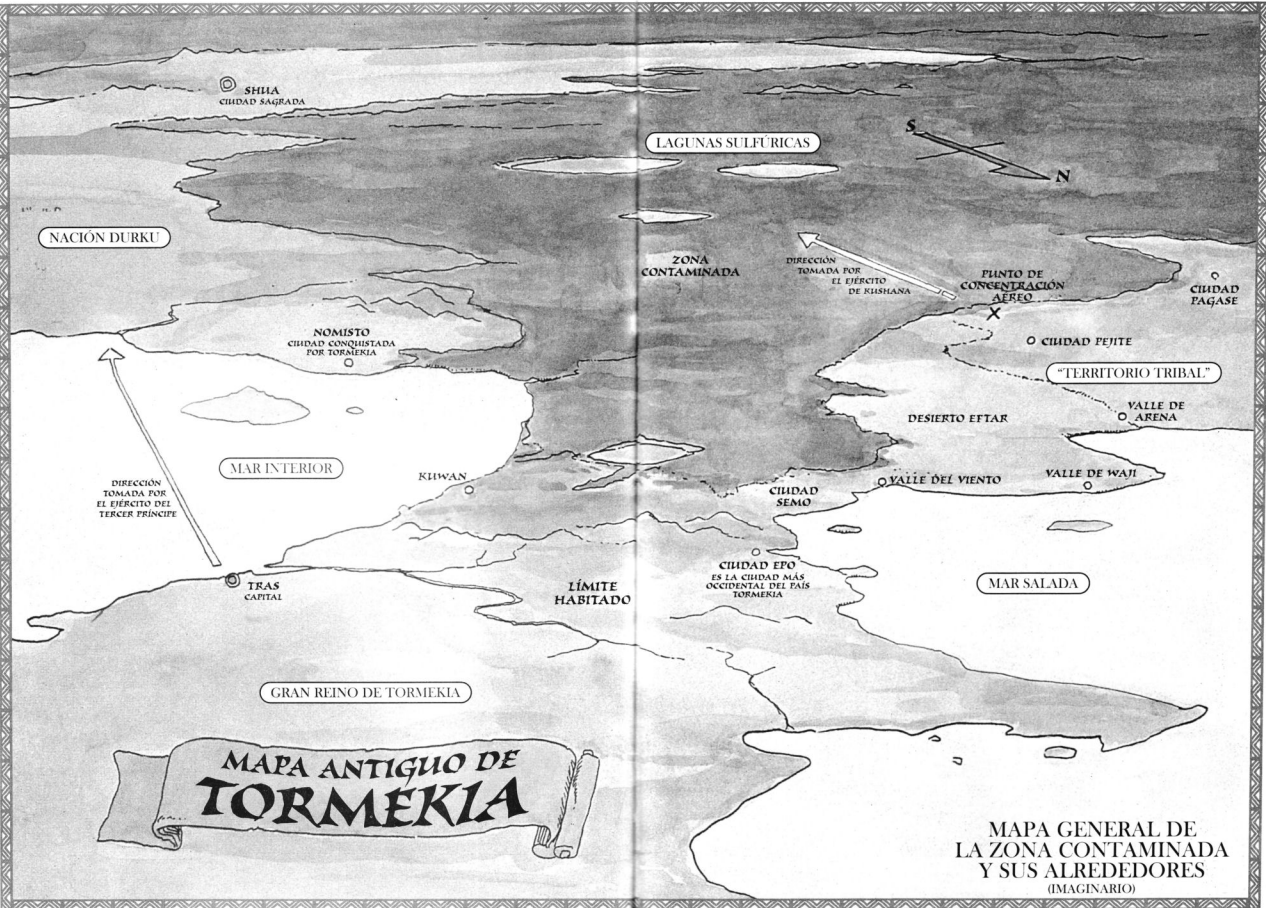 SHUA
CIUDAD SAGRADA
LAGUNAS SULFÚRICAS
S
N
NACIÓN DURKU
ZONA
CONTAMINADA
DIRECCIÓN
TOMADA POR
EL EJÉRCITO
DE KUSHANA
PUNTO DE
CONCENTRACIÓN
AÉREO
CIUDAD
PAGASE
NOMISTO
CIUDAD CONQUISTADA
POR TORMEKIA
CIUDAD PEJITE
"TERRITORIO TRIBAL"
VALLE DE
ARENA
DESIERTO EFTAR
MAR INTERIOR
KUWAN
DIRECCIÓN
TOMADA POR
EL EJÉRCITO DEL
TERCER PRÍNCIPE
CIUDAD
SEMO
VALLE DEL VIENTO
VALLE DE WAJI
TRAS
CAPITAL
LÍMITE
HABITADO
CIUDAD EPO
ES LA CIUDAD MÁS
OCCIDENTAL DEL PAÍS
TORMEKIA
MAR SALADA
GRAN REINO DE TORMEKIA
MAPA ANTIGUO DE
TORMEKIA
MAPA GENERAL DE
LA ZONA CONTAMINADA
Y SUS ALREDEDORES
(IMAGINARIO)